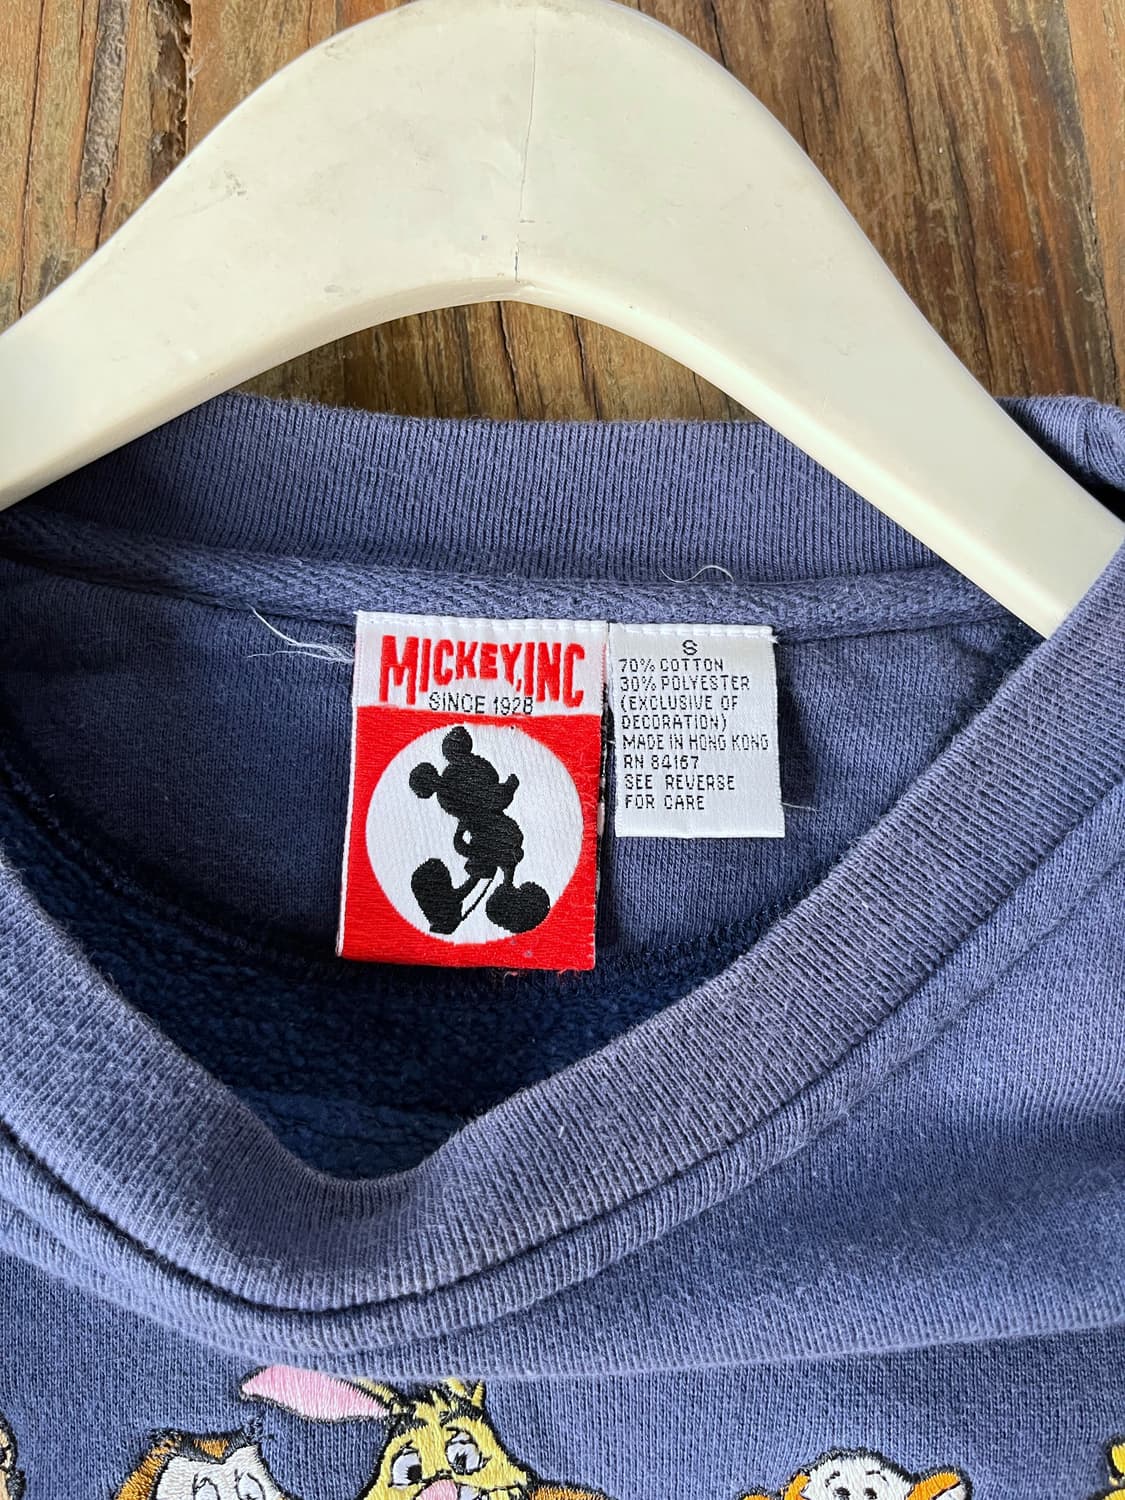 MICKEY, INC
SINCE 1928
S
70% COTTON
30% POLYESTER
(EXCLUSIVE OF
DECORATION)
MADE IN HONG KONG
RN 84167
SEE REVERSE
FOR CARE